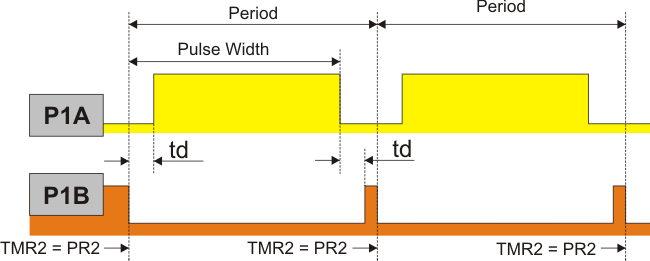 Period
Period
Pulse Width
P1A
td
td
P1B
TMR2 = PR2
TMR2 = PR2
TMR2 = PR2